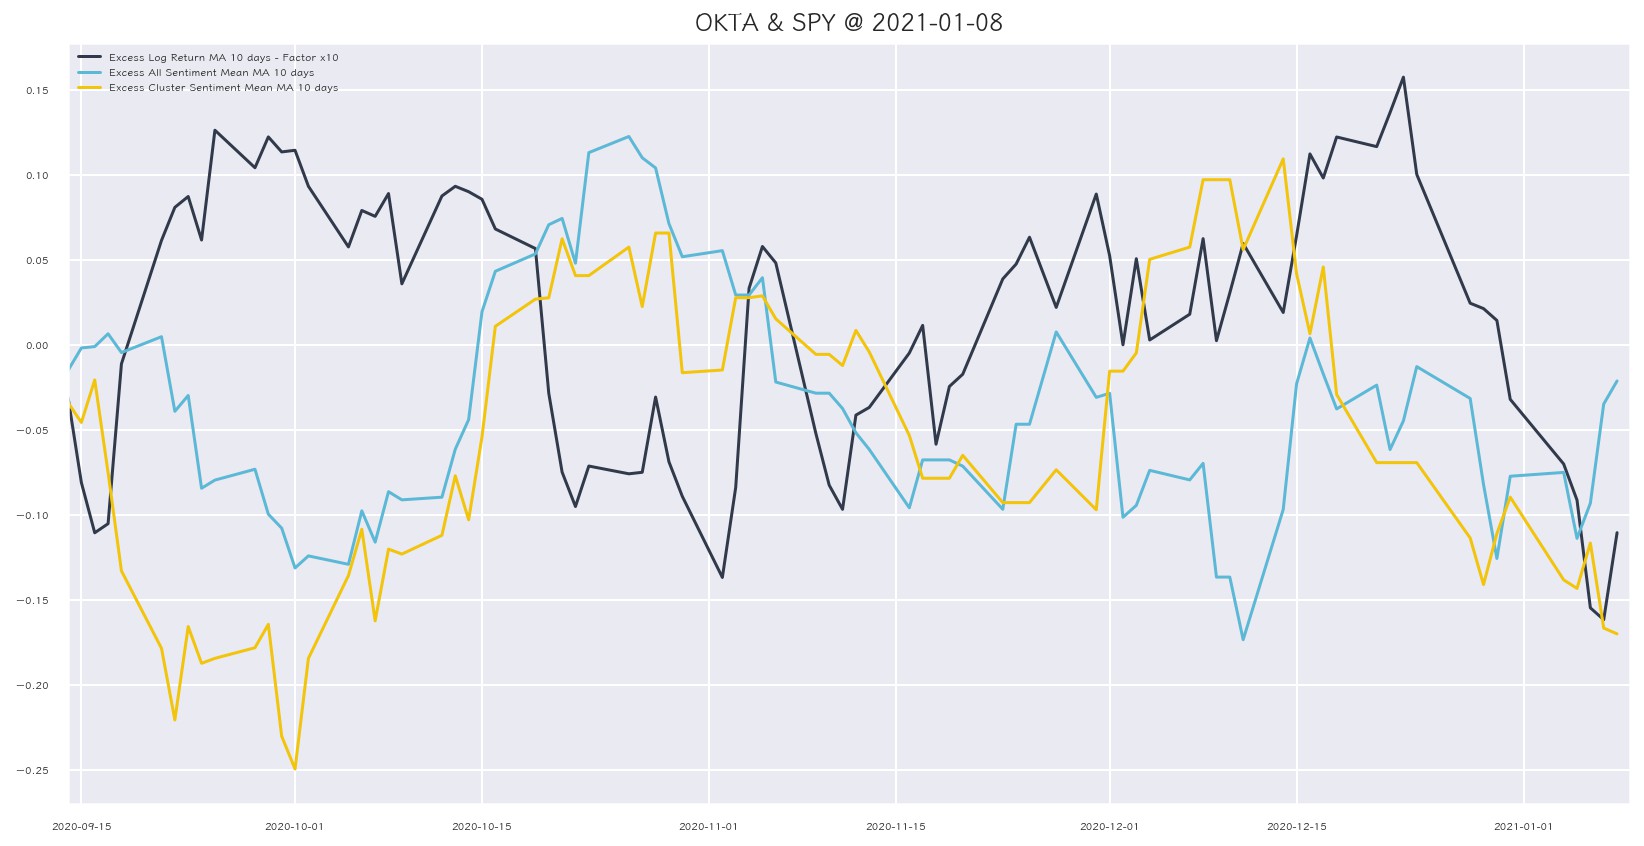 OKTA & SPY @ 2021-01-08
Excess Log Return MA 10 days - Factor x10
Excess All Sentiment Mean MA 10 days
Excess Cluster Sentiment Mean MA 10 days
0.15
0.10
0.05
0.00
−0.05
−0.10
−0.15
−0.20
−0.25
2020-09-15 2020-10-01 2020-10-15 2020-11-01 2020-11-15 2020-12-01 2020-12-15 2021-01-01